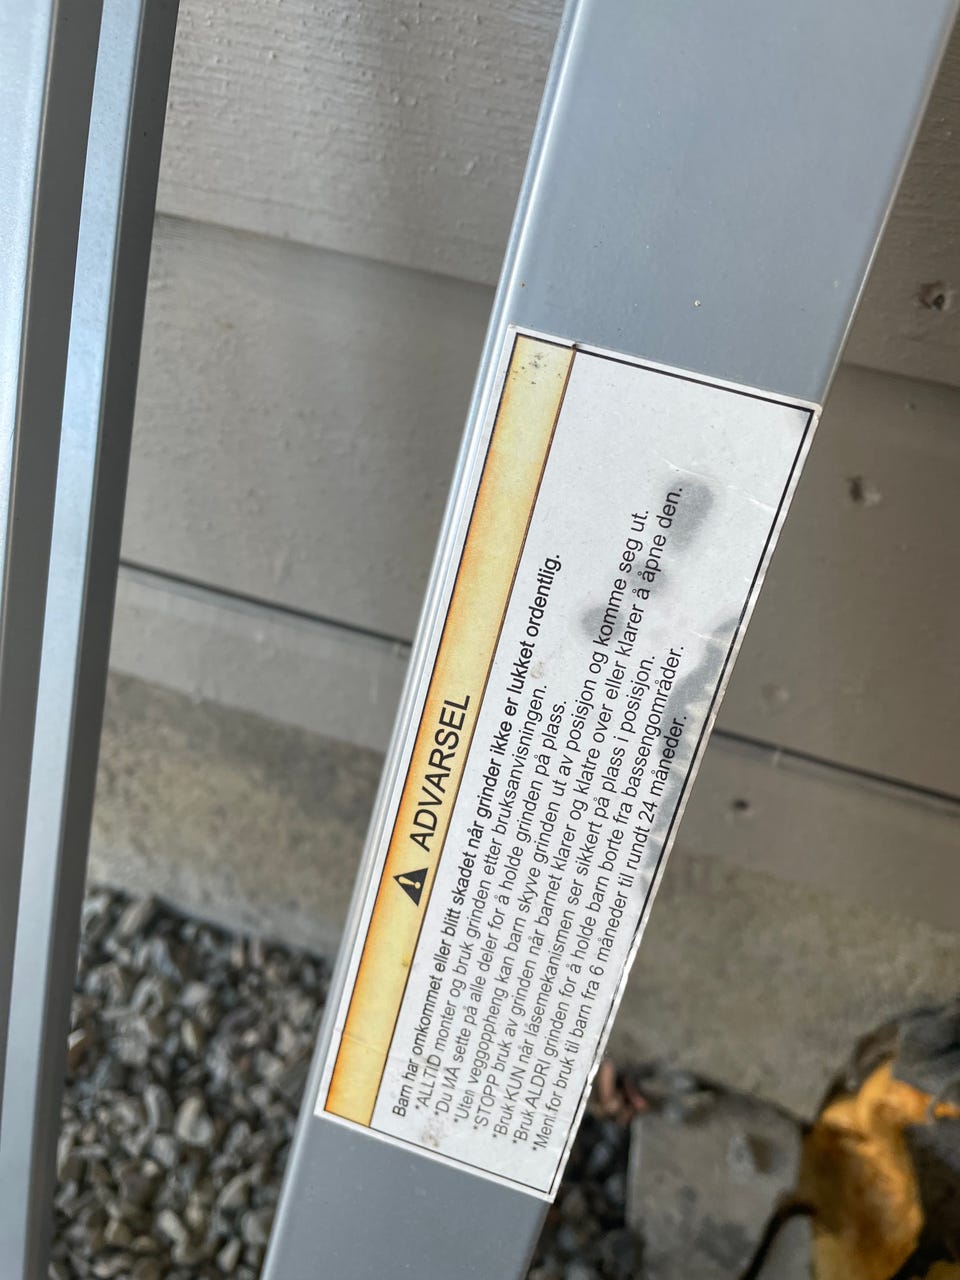 ADVARSEL
Barn har omkommet eller blitt skadet når grinder ikke er lukket ordentlig.
*ALLTID monter og bruk grinden etter bruksanvisningen.
*Du MÅ sette på alle deler for å holde grinden på plass.
*Uten veggoppheng kan barn skyve grinden ut av posisjon og komme seg ut.
*STOPP bruk av grinden når barnet klarer og klatre over eller klarer å åpne den.
*Bruk KUN når låsemekanismen ser sikkert på plass i posisjon.
*Bruk ALDRI grinden for å holde barn borte fra bassengområder.
*Ment for bruk til barn fra 6 måneder til rundt 24 måneder.